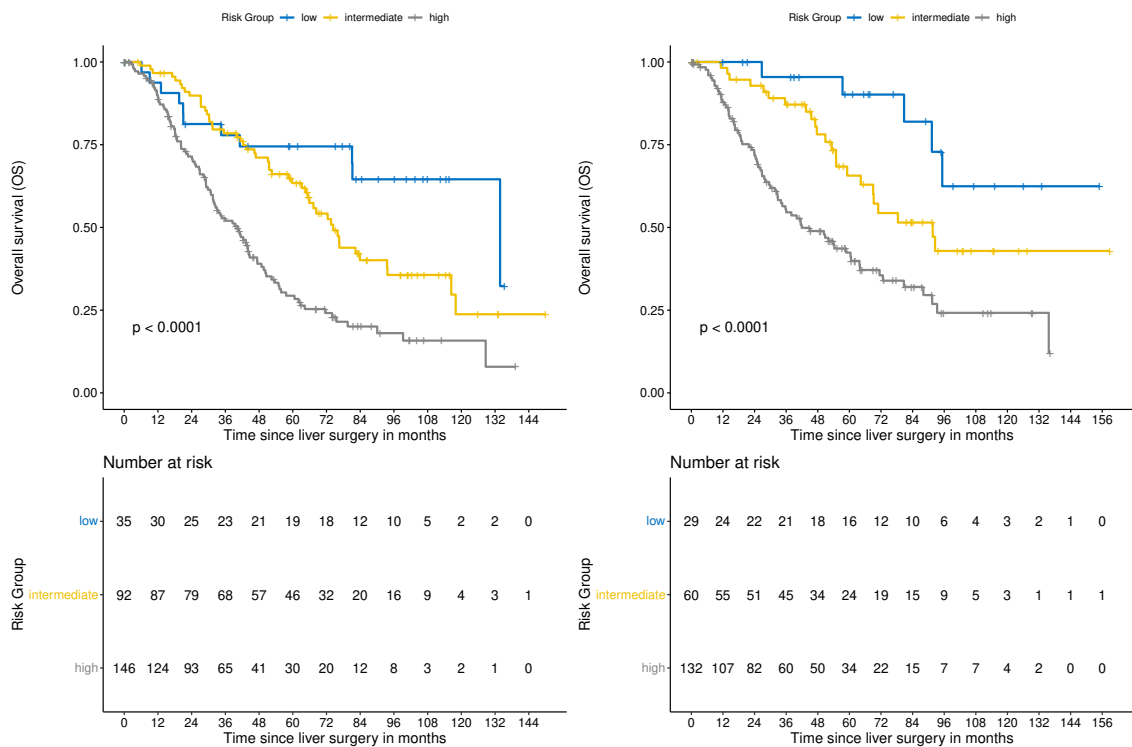 Risk Group low intermediate high
1.00
0.75
0.50
0.25
0.00
Overall survival (OS)
p < 0.0001
0 12 24 36 48 60 72 84 96 108 120 132 144
Time since liver surgery in months
Number at risk
Risk Group
low 35 30 25 23 21 19 18 12 10 5 2 2 0
intermediate 92 87 79 68 57 46 32 20 16 9 4 3 1
high 146 124 93 65 41 30 20 12 8 3 2 1 0
0 12 24 36 48 60 72 84 96 108 120 132 144
Time since liver surgery in months
Risk Group low intermediate high
1.00
0.75
0.50
0.25
0.00
Overall survival (OS)
p < 0.0001
0 12 24 36 48 60 72 84 96 108 120 132 144 156
Time since liver surgery in months
Number at risk
Risk Group
low 29 24 22 21 18 16 12 10 6 4 3 2 1 0
intermediate 60 55 51 45 34 24 19 15 9 5 3 1 1 1
high 132 107 82 60 50 34 22 15 7 7 4 2 0 0
0 12 24 36 48 60 72 84 96 108 120 132 144 156
Time since liver surgery in months